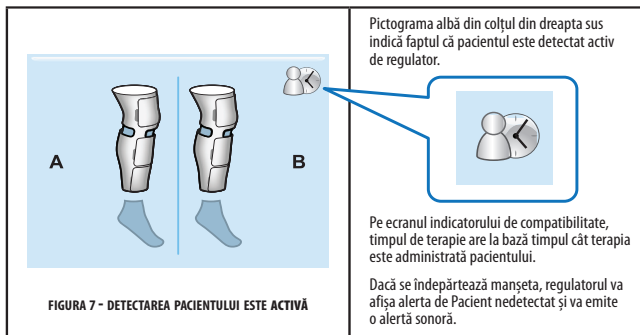 A
B
FIGURA 7 - DETECTAREA PACIENTULUI ESTE ACTIVĂ
Pictograma albă din colțul din dreapta sus
indică faptul că pacientul este detectat activ
de regulator.
Pe ecranul indicatorului de compatibilitate,
timpul de terapie are la bază timpul cât terapia
este administrată pacientului.
Dacă se îndepărtează manșeta, regulatorul va
afișa alerta de Pacient nedetectat și va emite
o alertă sonoră.